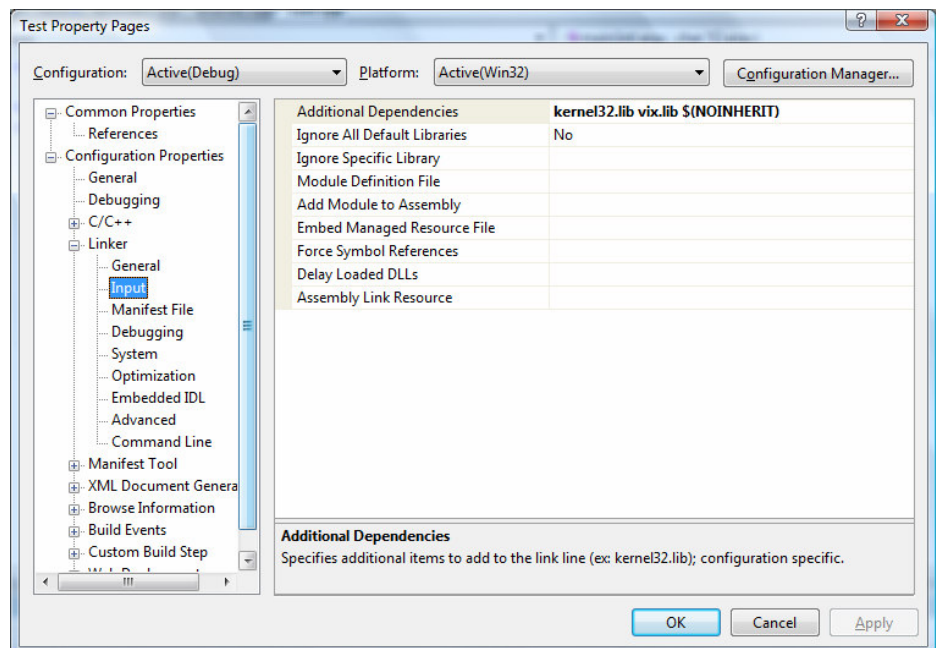 Test Property Pages
Configuration: Active(Debug) Platform: Active(Win32) Configuration Manager...
Common Properties
References
Configuration Properties
General
Debugging
C/C++
Linker
General
Input
Manifest File
Debugging
System
Optimization
Embedded IDL
Advanced
Command Line
Manifest Tool
XML Document Genera
Browse Information
Build Events
Custom Build Step
Additional Dependencies kernel32.lib vix.lib $(NOINHERIT)
Ignore All Default Libraries No
Ignore Specific Library
Module Definition File
Add Module to Assembly
Embed Managed Resource File
Force Symbol References
Delay Loaded DLLs
Assembly Link Resource
Additional Dependencies
Specifies additional items to add to the link line (ex: kernel32.lib); configuration specific.
OK Cancel Apply